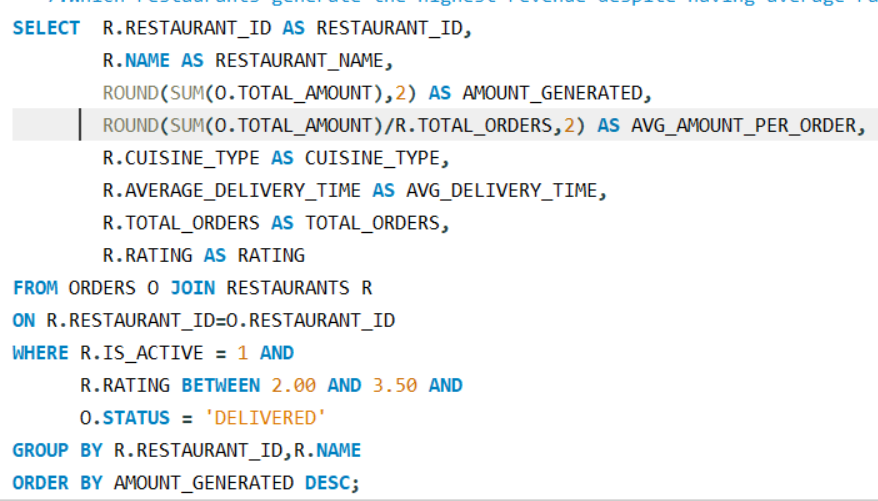 which restaurants generate the highest revenue despite having average
SELECT R.RESTAURANT_ID AS RESTAURANT_ID,
R.NAME AS RESTAURANT_NAME,
ROUND(SUM(O.TOTAL_AMOUNT),2) AS AMOUNT_GENERATED,
ROUND(SUM(O.TOTAL_AMOUNT)/R.TOTAL_ORDERS,2) AS AVG_AMOUNT_PER_ORDER,
R.CUISINE_TYPE AS CUISINE_TYPE,
R.AVERAGE_DELIVERY_TIME AS AVG_DELIVERY_TIME,
R.TOTAL_ORDERS AS TOTAL_ORDERS,
R.RATING AS RATING
FROM ORDERS O JOIN RESTAURANTS R
ON R.RESTAURANT_ID=O.RESTAURANT_ID
WHERE R.IS_ACTIVE = 1 AND
R.RATING BETWEEN 2.00 AND 3.50 AND
O.STATUS = 'DELIVERED'
GROUP BY R.RESTAURANT_ID,R.NAME
ORDER BY AMOUNT_GENERATED DESC;